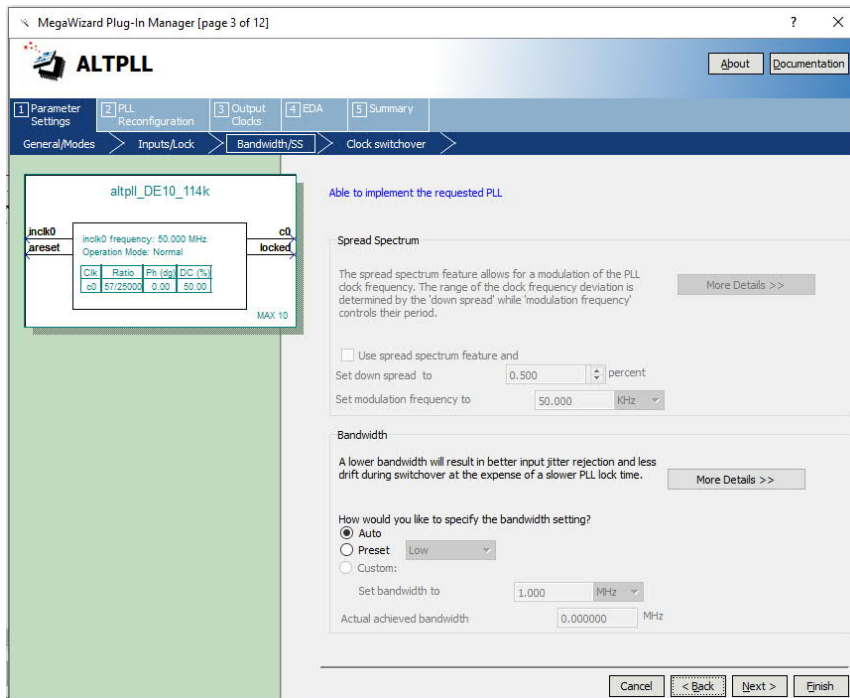 MegaWizard Plug-In Manager [page 3 of 12]
? X
ALTPLL
About
Documentation
1 Parameter Settings
2 PLL Reconfiguration
3 Output Clocks
4 EDA
5 Summary
General/Modes
Inputs/Lock
Bandwidth/SS
Clock switchover
altpll_DE10_114k
inclk0
areset
c0
locked
inclk0 frequency: 50.000 MHz
Operation Mode: Normal
Clk Ratio Ph (dg) DC (%)
c0 57/25000 0.00 50.00
MAX 10
Able to implement the requested PLL
Spread Spectrum
The spread spectrum feature allows for a modulation of the PLL
clock frequency. The range of the clock frequency deviation is
determined by the 'down spread' while 'modulation frequency'
controls their period.
More Details >>
Use spread spectrum feature and
Set down spread to 0.500 percent
Set modulation frequency to 50.000 KHz
Bandwidth
A lower bandwidth will result in better input jitter rejection and less
drift during switchover at the expense of a slower PLL lock time.
More Details >>
How would you like to specify the bandwidth setting?
Auto
Preset Low
Custom:
Set bandwidth to 1.000 MHz
Actual achieved bandwidth 0.000000 MHz
Cancel
< Back
Next >
Finish